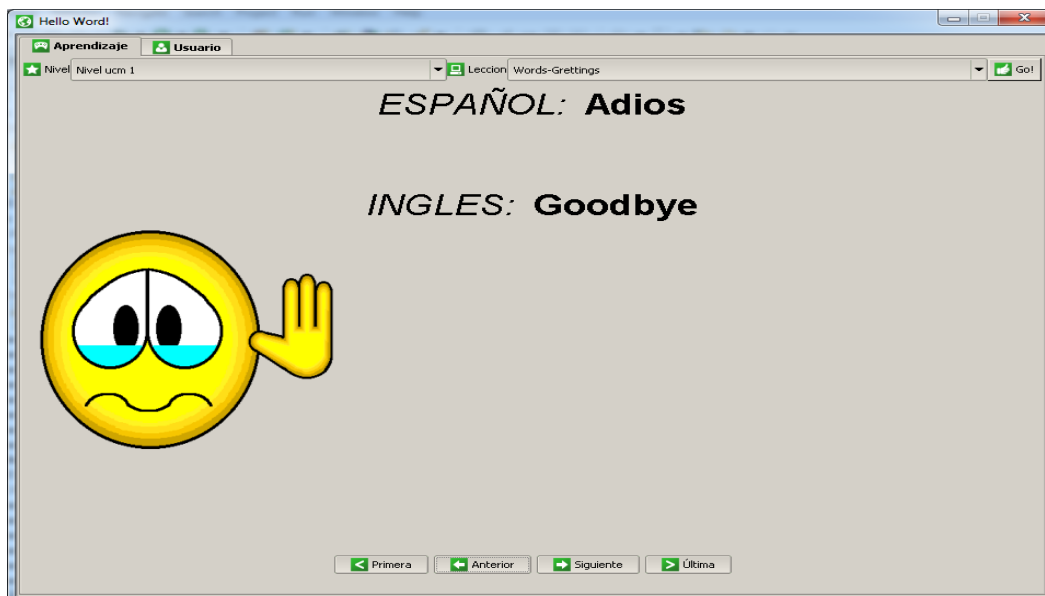 Hello Word!
Aprendizaje Usuario
Nivel Nivel ucm 1 Leccion Words-Grettings Go!
ESPAÑOL: Adios
INGLES: Goodbye
Primera Anterior Siguiente Última